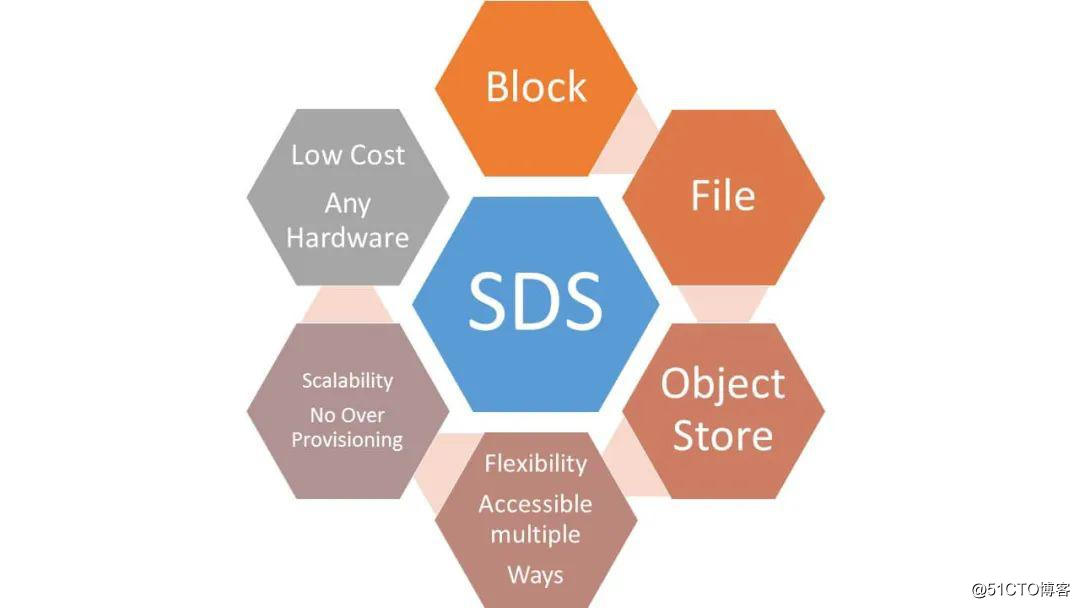 Block
File
Object
Store
Flexibility
Accessible
multiple
Ways
Scalability
No Over
Provisioning
Low Cost
Any
Hardware
SDS
@51CTO博客